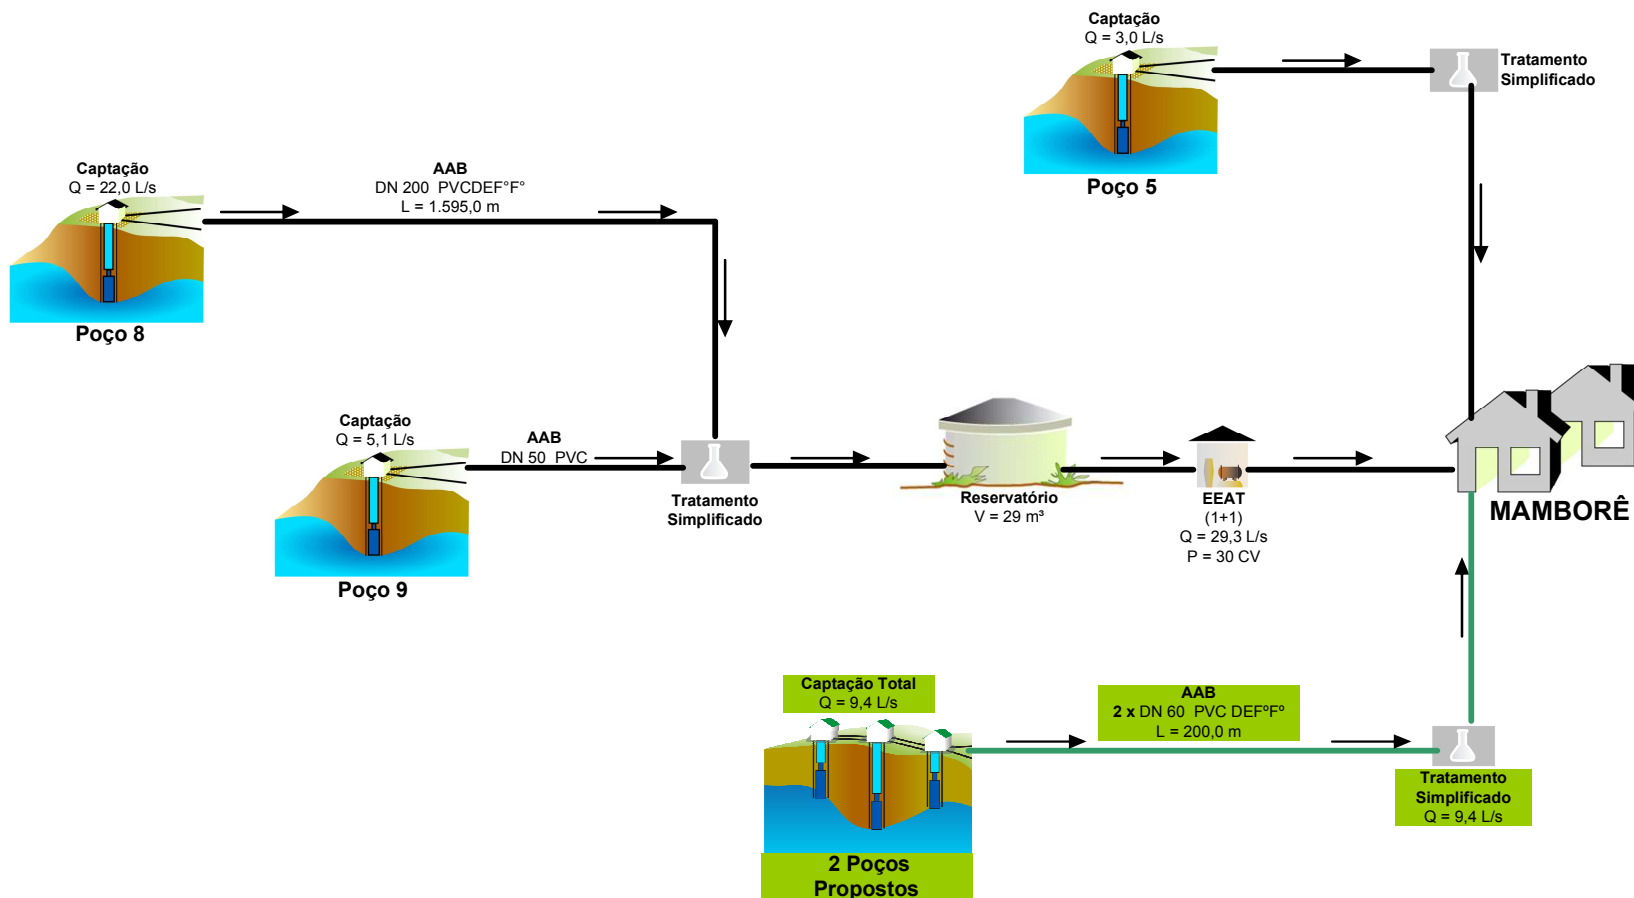 Captação
Q = 3,0 L/s
Tratamento
Simplificado
Poço 5
Captação
Q = 22,0 L/s
AAB
DN 200 PVCDEF°F°
L = 1.595,0 m
Poço 8
Captação
Q = 5,1 L/s
AAB
DN 50 PVC
Poço 9
Tratamento
Simplificado
Reservatório
V = 29 m³
EEAT
(1+1)
Q = 29,3 L/s
P = 30 CV
MAMBORÊ
Captação Total
Q = 9,4 L/s
AAB
2 x DN 60 PVC DEFºFº
L = 200,0 m
Tratamento
Simplificado
Q = 9,4 L/s
2 Poços
Propostos